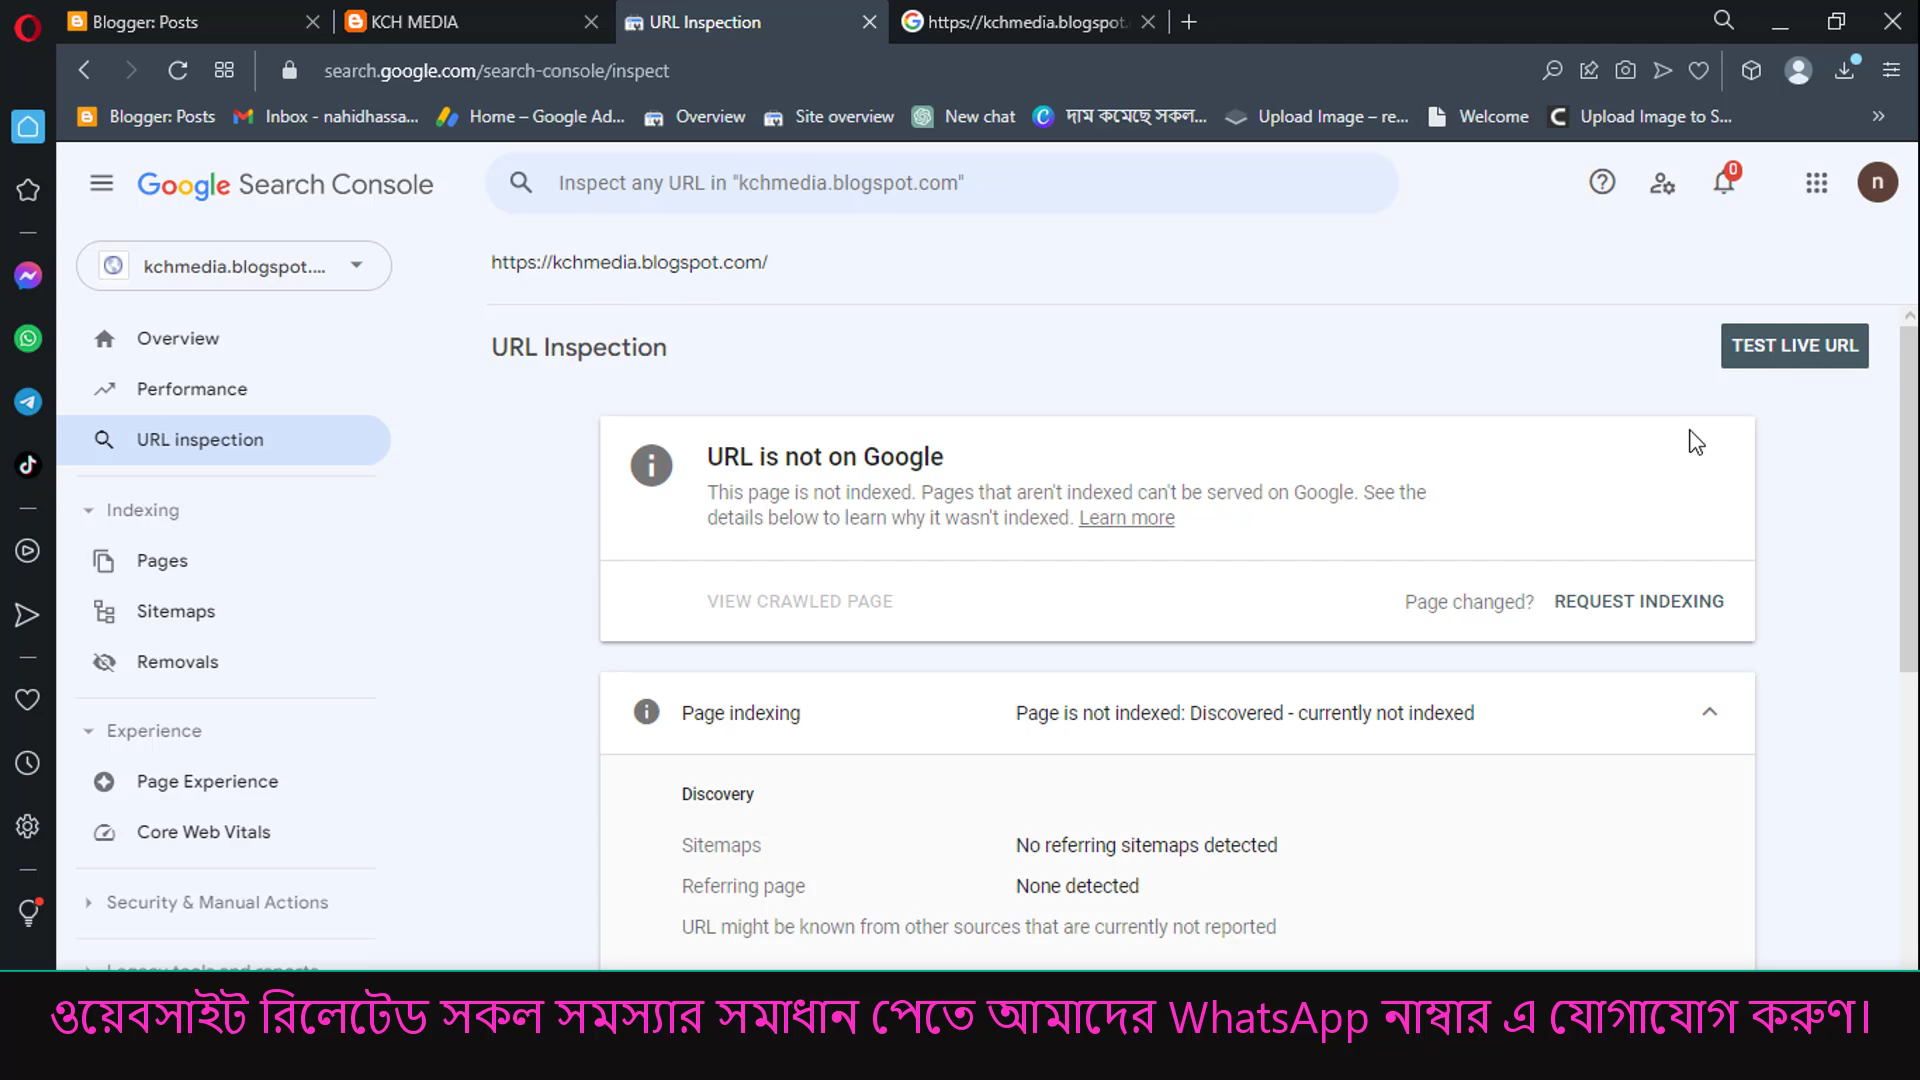 Blogger: Posts
KCH MEDIA
URL Inspection
https://kchmedia.blogspot.
search.google.com/search-console/inspect
Blogger: Posts
Inbox - nahidhassa...
Home – Google Ad...
Overview
Site overview
New chat
দাম কমেছে সকল...
Upload Image – re...
Welcome
Upload Image to S...
Google Search Console
Inspect any URL in "kchmedia.blogspot.com"
0
n
kchmedia.blogspot....
https://kchmedia.blogspot.com/
Overview
Performance
URL inspection
Indexing
Pages
Sitemaps
Removals
Experience
Page Experience
Core Web Vitals
Security & Manual Actions
Legacy tools and reports
URL Inspection
TEST LIVE URL
URL is not on Google
This page is not indexed. Pages that aren't indexed can't be served on Google. See the
details below to learn why it wasn't indexed. Learn more
VIEW CRAWLED PAGE
Page changed? REQUEST INDEXING
Page indexing
Page is not indexed: Discovered - currently not indexed
Discovery
Sitemaps
No referring sitemaps detected
Referring page
None detected
URL might be known from other sources that are currently not reported
ওয়েবসাইট রিলেটেড সকল সমস্যার সমাধান পেতে আমাদের WhatsApp নাম্বার এ যোগাযোগ করুণ।